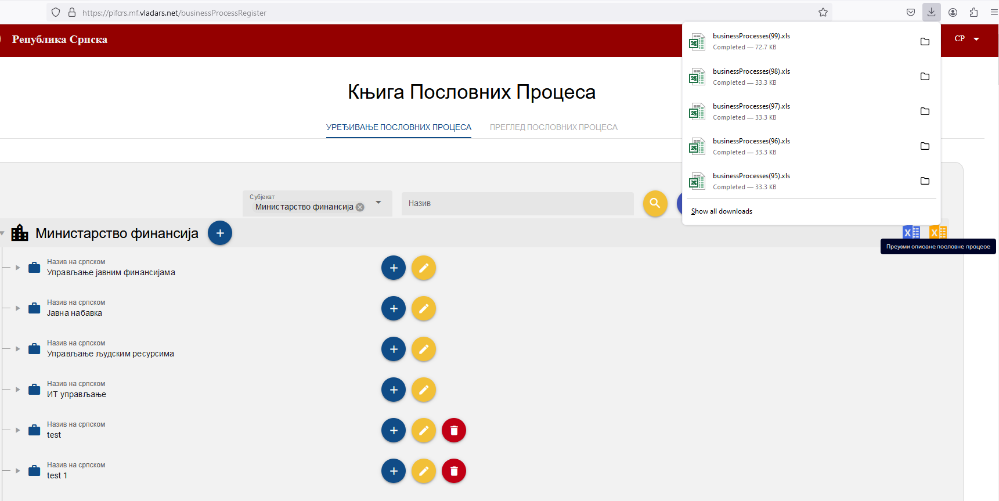 https://pifcrs.mf.vladars.net/businessProcessRegister
Република Српска
СР
businessProcesses(99).xls
Completed — 72.7 KB
businessProcesses(98).xls
Completed — 33.3 KB
businessProcesses(97).xls
Completed — 33.3 KB
businessProcesses(96).xls
Completed — 33.3 KB
businessProcesses(95).xls
Completed — 33.3 KB
Show all downloads
Књига Пословних Процеса
УРЕЂИВАЊЕ ПОСЛОВНИХ ПРОЦЕСА
ПРЕГЛЕД ПОСЛОВНИХ ПРОЦЕСА
Субјекат
Министарство финансија
Назив
Министарство финансија
Преузми описане пословне процесе
Назив на српском
Управљање јавним финансијама
Назив на српском
Јавна набавка
Назив на српском
Управљање људским ресурсима
Назив на српском
ИТ управљање
Назив на српском
test
Назив на српском
test 1